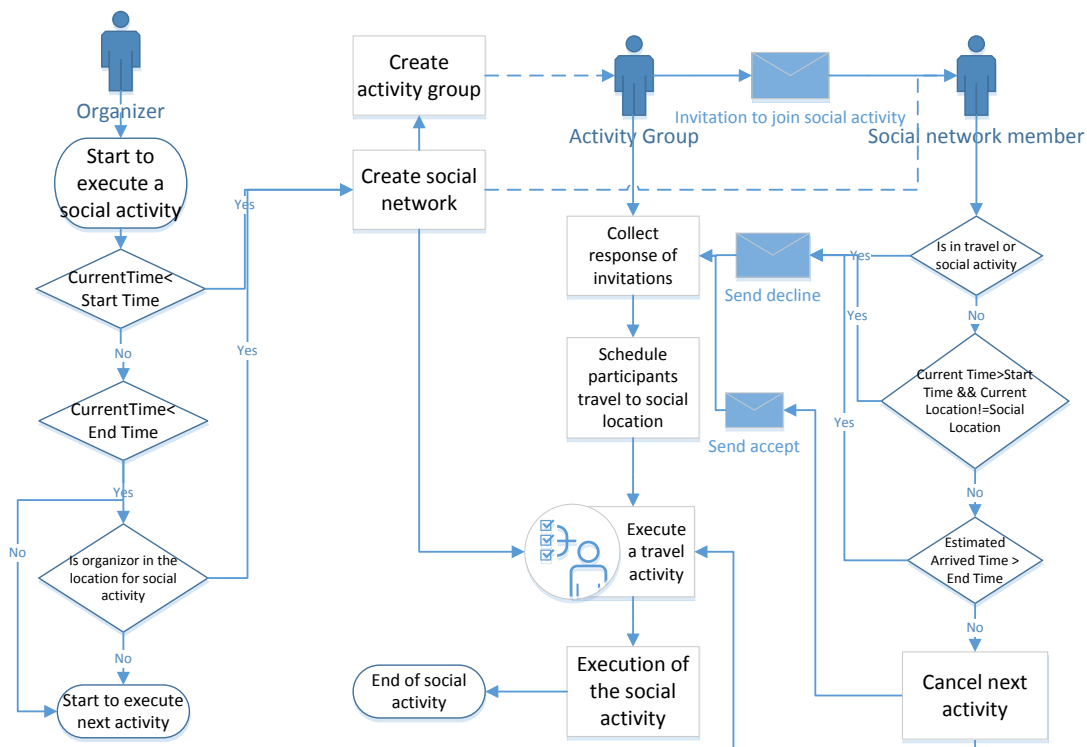 Organizer
Start to
execute a
social activity
CurrentTime<
Start Time
Yes
No
CurrentTime<
End Time
Yes
Yes
No
Is organizor in the
location for social
activity
No
Start to execute
next activity
Create
activity group
Create social
network
Activity Group
Invitation to join social activity
Social network member
Collect
response of
invitations
Send decline
Schedule
participants
travel to social
location
Send accept
Execute
a travel
activity
Execution of
the social
activity
End of social
activity
Is in travel or
social activity
Yes
No
Current Time>Start
Time && Current
Location!=Social
Location
Yes
Yes
No
Estimated
Arrived Time >
End Time
No
Cancel next
activity